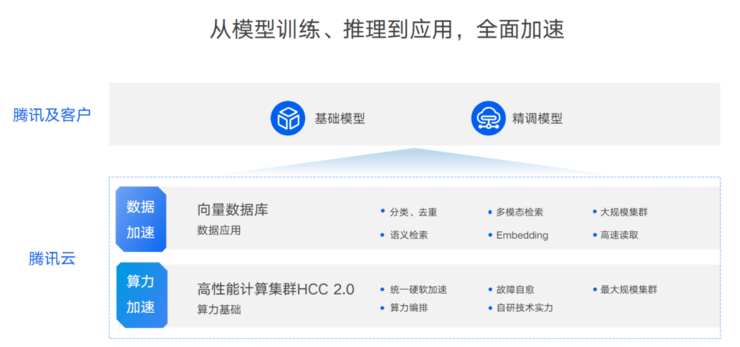 从模型训练、推理到应用，全面加速
腾讯及客户
基础模型
精调模型
腾讯云
数据
加速
向量数据库
数据应用
• 分类、去重
• 多模态检索
• 大规模集群
• 语义检索
• Embedding
• 高速读取
算力
加速
高性能计算集群HCC 2.0
算力基础
• 统一硬软加速
• 故障自愈
• 最大规模集群
• 算力编排
• 自研技术实力